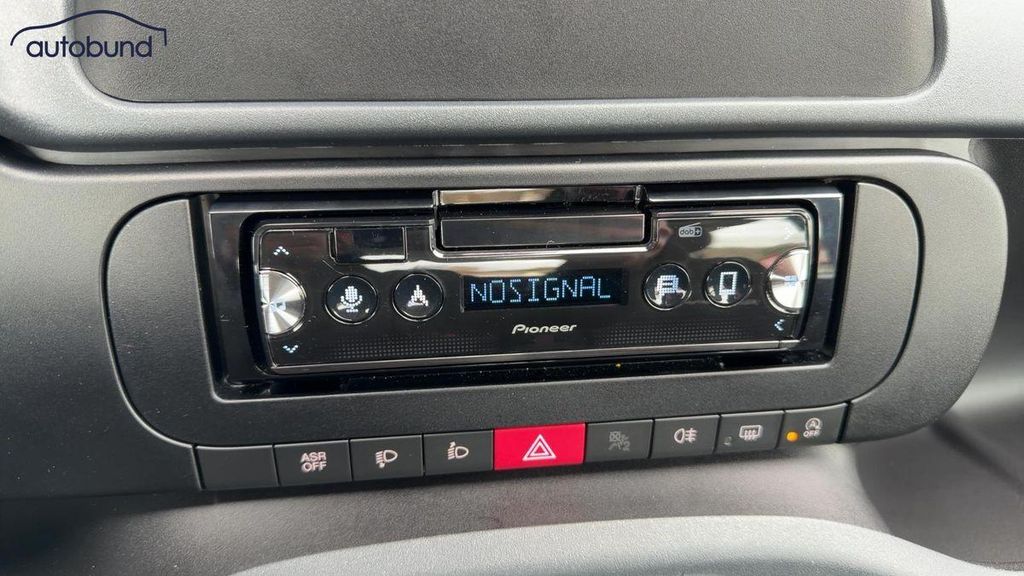 autobund
dab+
NOSIGNAL
Pioneer
ASR
OFF
A
OFF